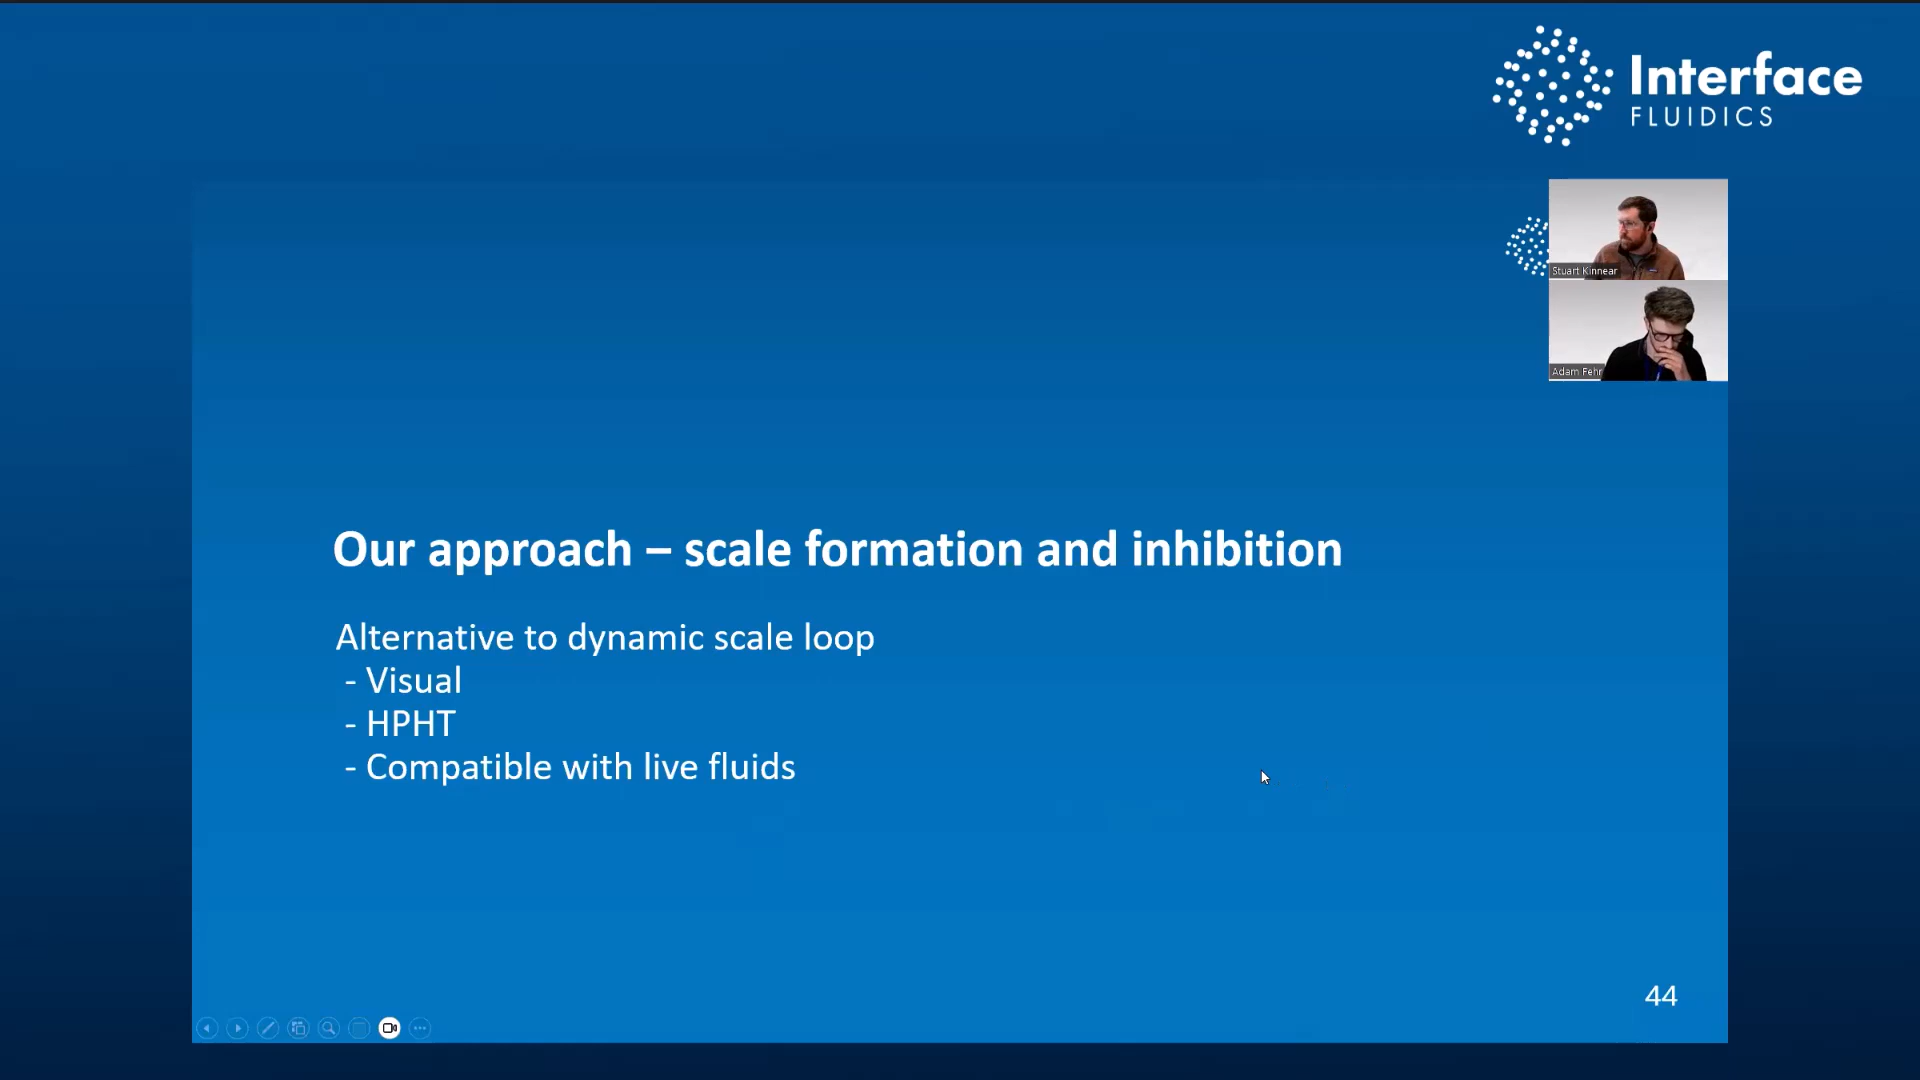 Interface
FLUIDICS
Stuart Kinnear
Adam Fehr
Our approach – scale formation and inhibition
Alternative to dynamic scale loop
- Visual
- HPHT
- Compatible with live fluids
44